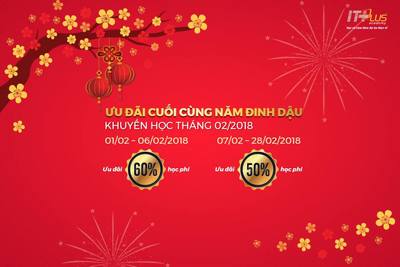 IT Plus
academy
ƯU ĐÃI CUỐI CÙNG NĂM ĐINH DẬU
KHUYẾN HỌC THÁNG 02/2018
01/02 – 06/02/2018
07/02 – 28/02/2018
Ưu đãi 60% học phí
Ưu đãi 50% học phí